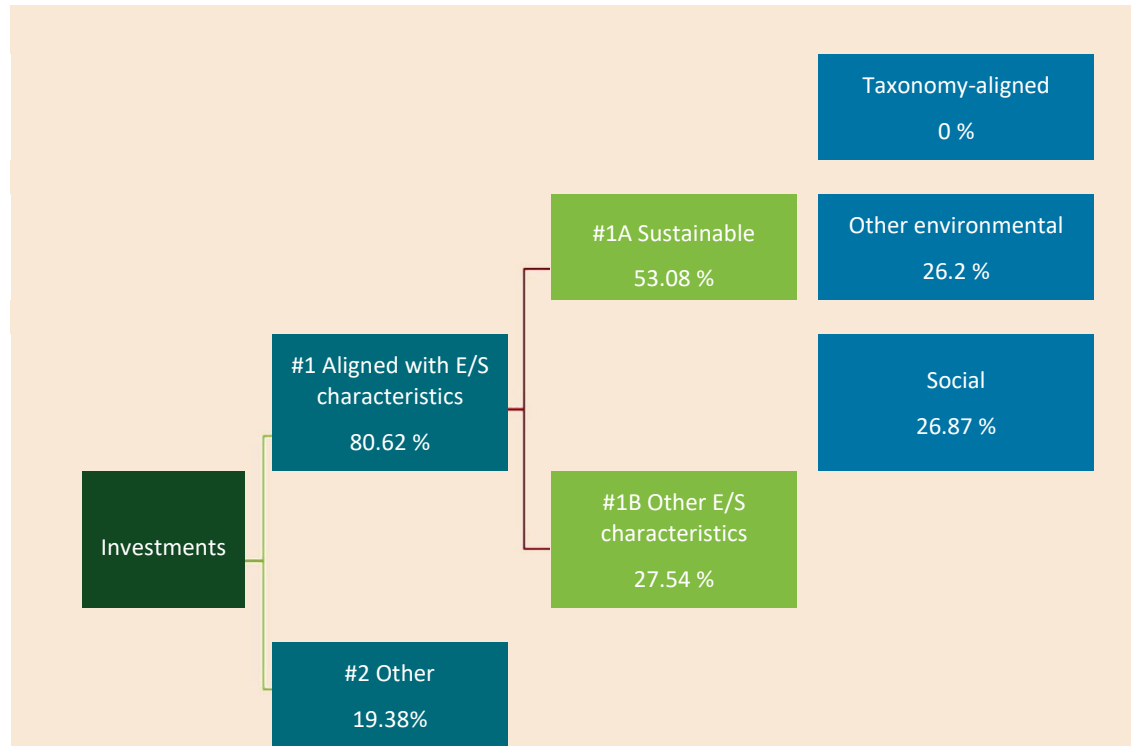 Taxonomy-aligned
0 %
#1A Sustainable
53.08 %
Other environmental
26.2 %
#1 Aligned with E/S
characteristics
80.62 %
Social
26.87 %
Investments
#1B Other E/S
characteristics
27.54 %
#2 Other
19.38%